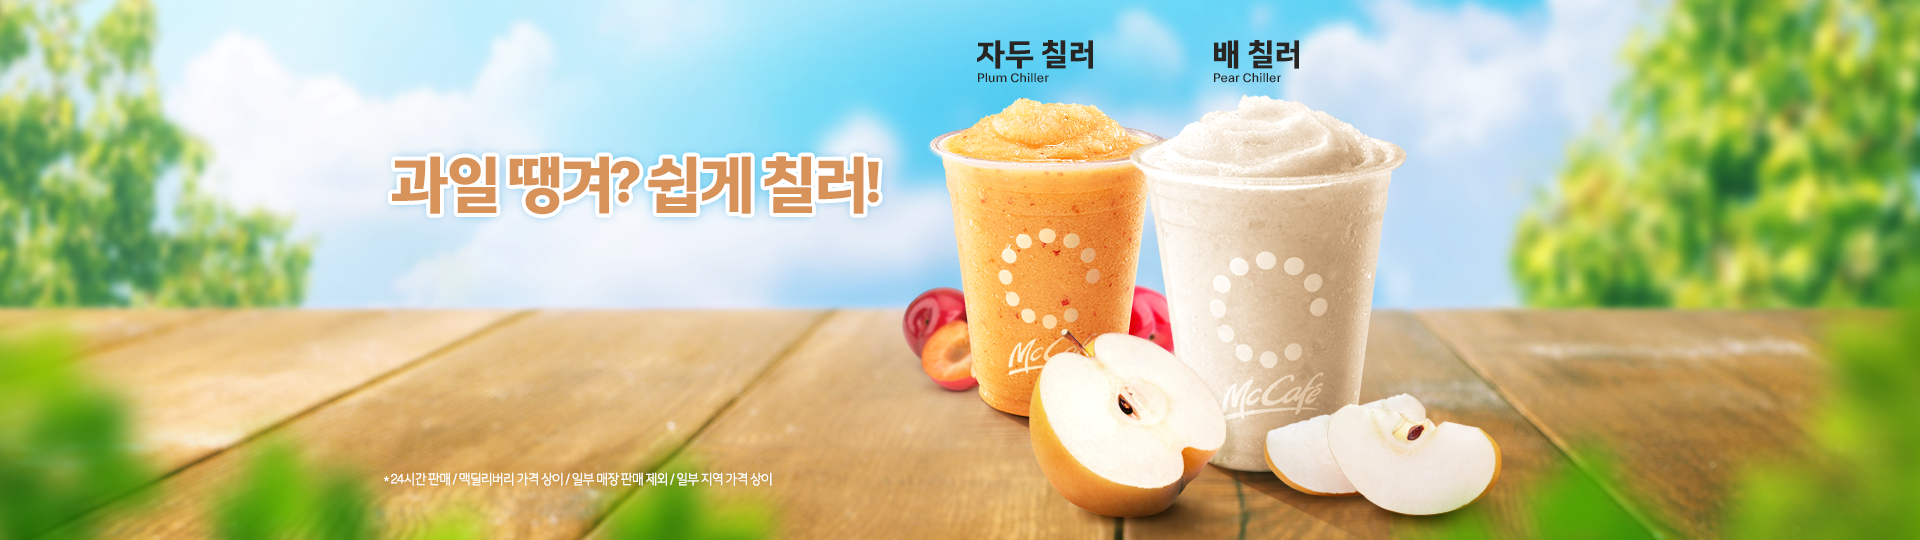 자두 칠러
Plum Chiller
배 칠러
Pear Chiller
과일 땡겨? 쉽게 칠러!
McCafé
McCafé
*24시간 판매 / 맥딜리버리 가격 상이 / 일부 매장 판매 제외 / 일부 지역 가격 상이